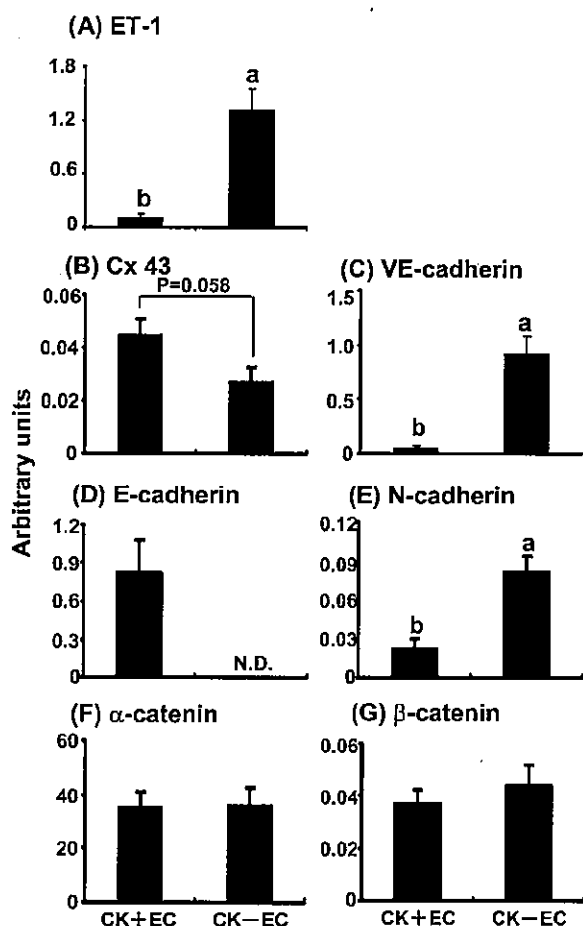 (A) ET-1
1.8
1.2
0.6
0
b
a
(B) Cx 43
P=0.058
0.06
0.04
0.02
0
(C) VE-cadherin
1.5
1.0
0.5
0
b
a
Arbitrary units
(D) E-cadherin
1.2
0.9
0.6
0.3
0
N.D.
(E) N-cadherin
0.12
0.09
0.06
0.03
0
b
a
(F) α-catenin
60
40
20
0
CK+EC CK−EC
(G) β-catenin
0.06
0.04
0.02
0
CK+EC CK−EC